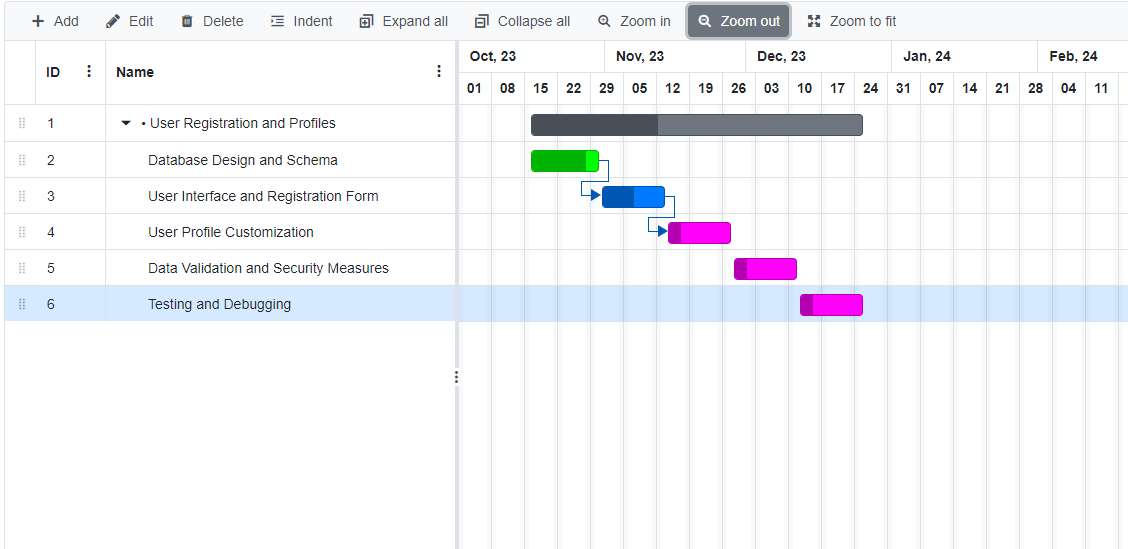 Add Edit Delete Indent Expand all Collapse all Zoom in Zoom out Zoom to fit
ID Name
Oct, 23 Nov, 23 Dec, 23 Jan, 24 Feb, 24
01 08 15 22 29 05 12 19 26 03 10 17 24 31 07 14 21 28 04 11
1 • User Registration and Profiles
2 Database Design and Schema
3 User Interface and Registration Form
4 User Profile Customization
5 Data Validation and Security Measures
6 Testing and Debugging